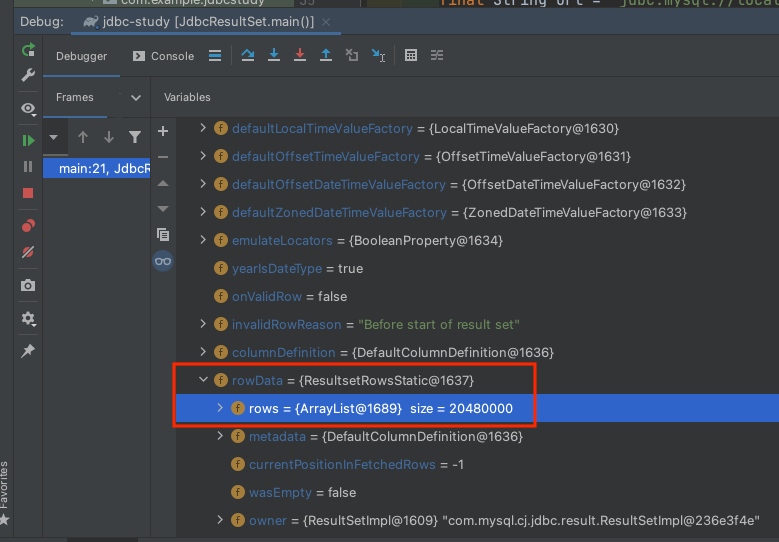 com.example.jdbcstudy
35
final String url = "jdbc:mysql://local
Debug:
jdbc-study [JdbcResultSet.main()]
Debugger
Console
Frames
Variables
main:21, JdbcR
defaultLocalTimeValueFactory = {LocalTimeValueFactory@1630}
defaultOffsetTimeValueFactory = {OffsetTimeValueFactory@1631}
defaultOffsetDateTimeValueFactory = {OffsetDateTimeValueFactory@1632}
defaultZonedDateTimeValueFactory = {ZonedDateTimeValueFactory@1633}
emulateLocators = {BooleanProperty@1634}
yearIsDateType = true
onValidRow = false
invalidRowReason = "Before start of result set"
columnDefinition = {DefaultColumnDefinition@1636}
rowData = {ResultsetRowsStatic@1637}
rows = {ArrayList@1689} size = 20480000
metadata = {DefaultColumnDefinition@1636}
currentPositionInFetchedRows = -1
wasEmpty = false
owner = {ResultSetImpl@1609} "com.mysql.cj.jdbc.result.ResultSetImpl@236e3f4e"
Favorites